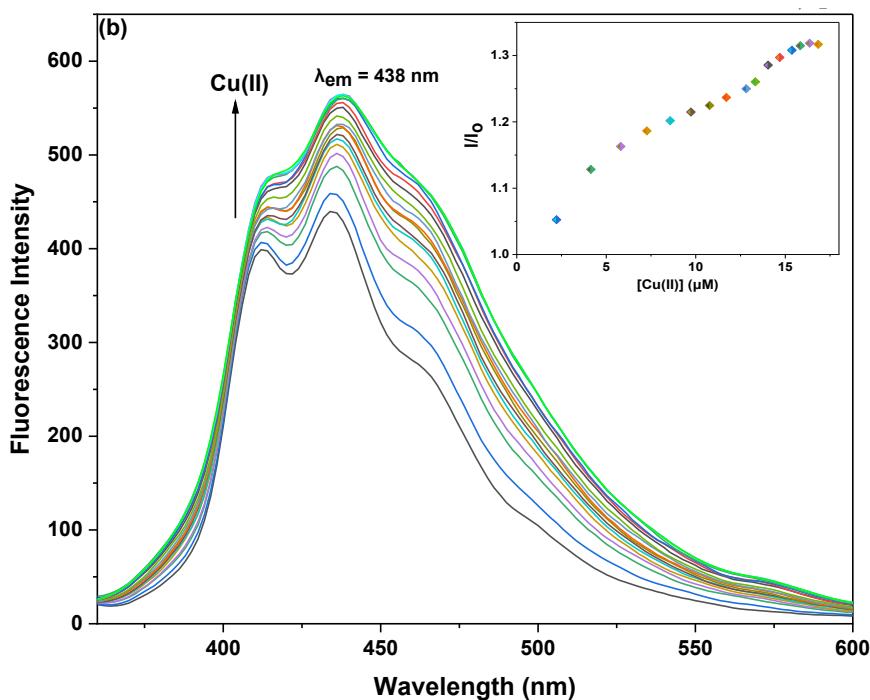 (b)
Cu(II)
λem = 438 nm
Fluorescence Intensity
600
500
400
300
200
100
0
400
450
500
550
600
Wavelength (nm)
I/Io
1.3
1.2
1.1
1.0
0
5
10
15
[Cu(II)] (μM)